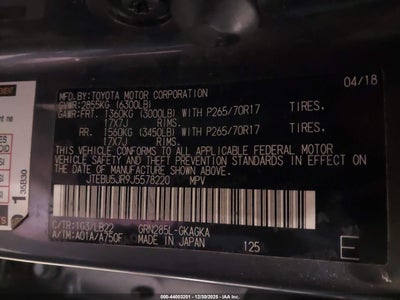 MFD.BY:TOYOTA MOTOR CORPORATION 04/18
GVWR:2855KG (6300LB)
GAWR:FRT. 1360KG (3000LB) WITH P265/70R17 TIRES,
17X7J RIMS.
RR. 1560KG (3450LB) WITH P265/70R17 TIRES,
17X7J RIMS.
THIS VEHICLE CONFORMS TO ALL APPLICABLE
FEDERAL MOTOR VEHICLE SAFETY STANDARDS
IN EFFECT ON THE DATE OF
MANUFACTURE SHOWN ABOVE.
JTEBU5JR9J5578220 MPV
C/TR:1G3/LB22 GRN285L-GKAGKA
A/TM:A01A/A750F MADE IN JAPAN 125
E
135830
000-44003201 - 12/30/2025 - IAA, Inc.